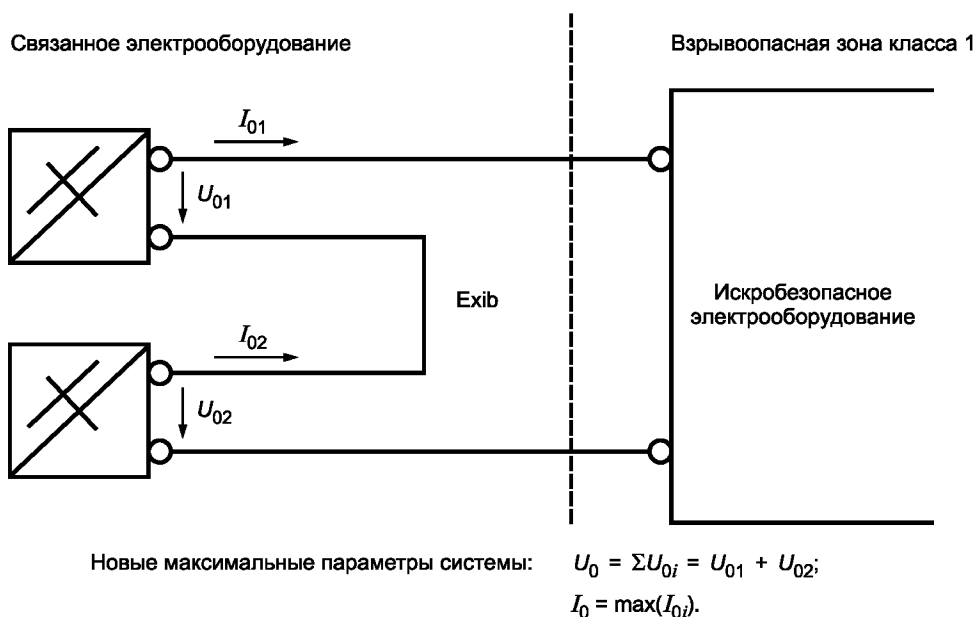 Связанное электрооборудование
Взрывоопасная зона класса 1
I01
U01
Exib
Искробезопасное
электрооборудование
I02
U02
Новые максимальные параметры системы: U0 = ΣU0i = U01 + U02;
I0 = max(I0i).